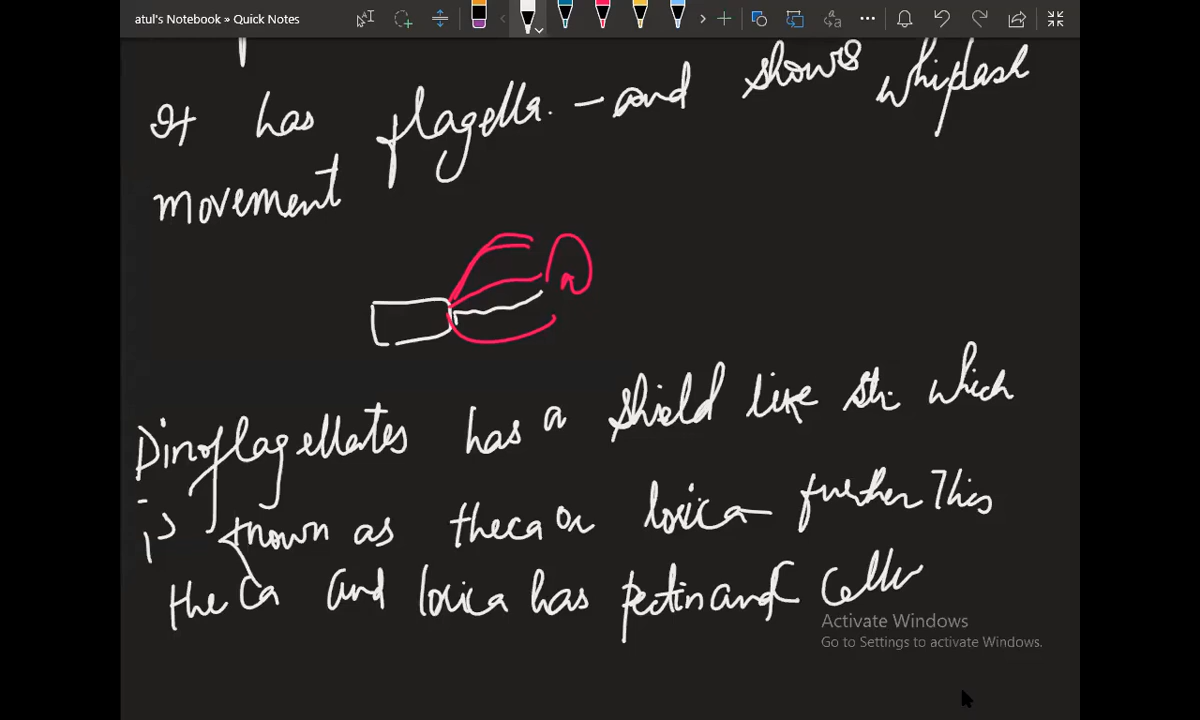 atul's Notebook » Quick Notes
It has flagella. - and shows whiplash
movement
Dinoflagellates has a shield like str. which
is known as theca or lorica further This
theca and lorica has pectin and cellu
Activate Windows
Go to Settings to activate Windows.